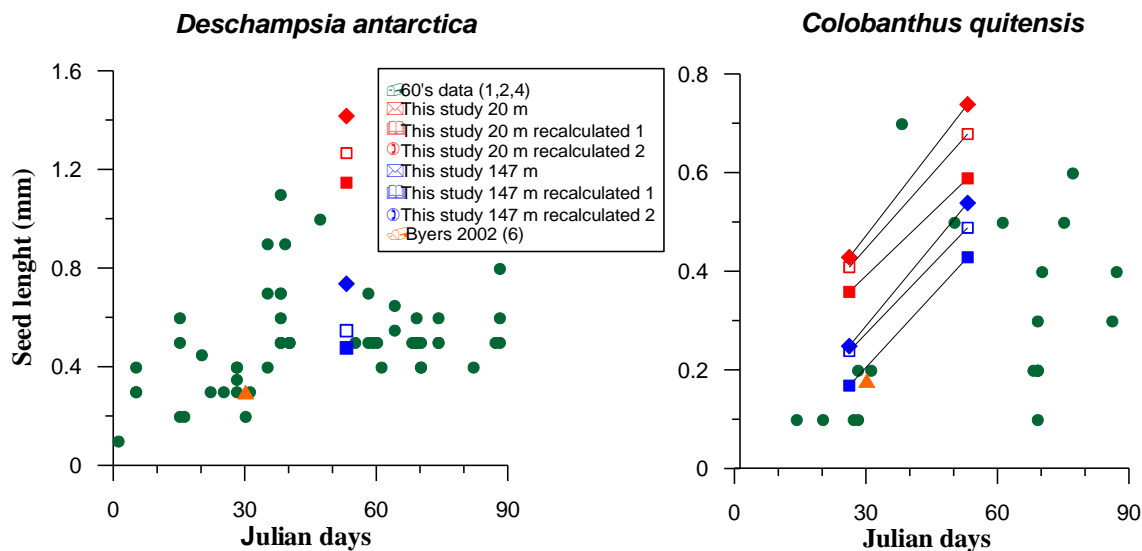 Deschampsia antarctica
Colobanthus quitensis
Seed lenght (mm)
1.6
1.2
0.8
0.4
0
0
30
60
90
Julian days
60's data (1,2,4)
This study 20 m
This study 20 m recalculated 1
This study 20 m recalculated 2
This study 147 m
This study 147 m recalculated 1
This study 147 m recalculated 2
Byers 2002 (6)
0.8
0.6
0.4
0.2
0
0
30
60
90
Julian days